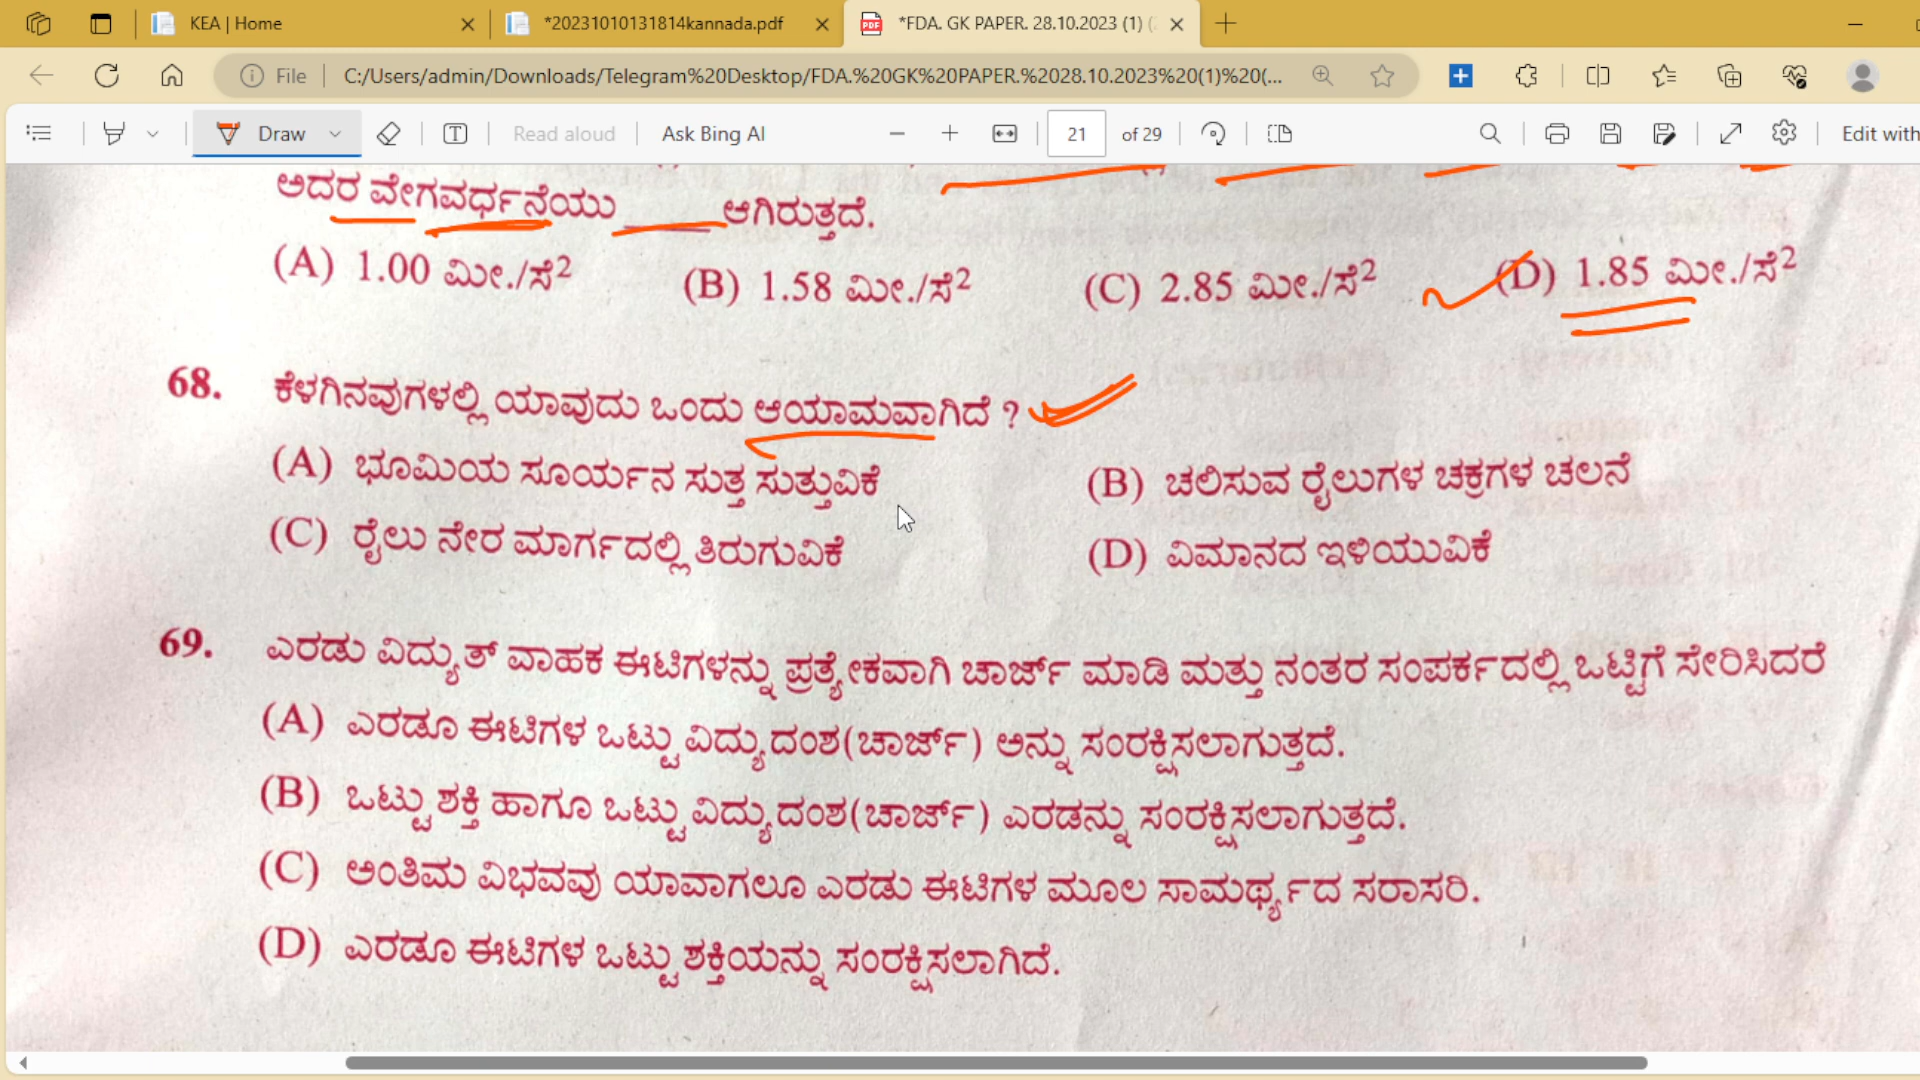 KEA | Home
*20231010131814kannada.pdf
*FDA. GK PAPER. 28.10.2023 (1) (
File
C:/Users/admin/Downloads/Telegram%20Desktop/FDA.%20GK%20PAPER.%2028.10.2023%20(1)%20(...
Draw
Read aloud
Ask Bing AI
21 of 29
Edit with
ಅದರ ವೇಗವರ್ಧನೆಯು ______ ಆಗಿರುತ್ತದೆ.
(A) 1.00 ಮೀ./ಸೆ² (B) 1.58 ಮೀ./ಸೆ² (C) 2.85 ಮೀ./ಸೆ² (D) 1.85 ಮೀ./ಸೆ²
68. ಕೆಳಗಿನವುಗಳಲ್ಲಿ ಯಾವುದು ಒಂದು ಆಯಾಮವಾಗಿದೆ ?
(A) ಭೂಮಿಯ ಸೂರ್ಯನ ಸುತ್ತ ಸುತ್ತುವಿಕೆ (B) ಚಲಿಸುವ ರೈಲುಗಳ ಚಕ್ರಗಳ ಚಲನೆ
(C) ರೈಲು ನೇರ ಮಾರ್ಗದಲ್ಲಿ ತಿರುಗುವಿಕೆ (D) ವಿಮಾನದ ಇಳಿಯುವಿಕೆ
69. ಎರಡು ವಿದ್ಯುತ್ ವಾಹಕ ಈಟಿಗಳನ್ನು ಪ್ರತ್ಯೇಕವಾಗಿ ಚಾರ್ಜ್ ಮಾಡಿ ಮತ್ತು ನಂತರ ಸಂಪರ್ಕದಲ್ಲಿ ಒಟ್ಟಿಗೆ ಸೇರಿಸಿದರೆ
(A) ಎರಡೂ ಈಟಿಗಳ ಒಟ್ಟು ವಿದ್ಯುದಂಶ(ಚಾರ್ಜ್) ಅನ್ನು ಸಂರಕ್ಷಿಸಲಾಗುತ್ತದೆ.
(B) ಒಟ್ಟು ಶಕ್ತಿ ಹಾಗೂ ಒಟ್ಟು ವಿದ್ಯುದಂಶ(ಚಾರ್ಜ್) ಎರಡನ್ನು ಸಂರಕ್ಷಿಸಲಾಗುತ್ತದೆ.
(C) ಅಂತಿಮ ವಿಭವವು ಯಾವಾಗಲೂ ಎರಡು ಈಟಿಗಳ ಮೂಲ ಸಾಮರ್ಥ್ಯದ ಸರಾಸರಿ.
(D) ಎರಡೂ ಈಟಿಗಳ ಒಟ್ಟು ಶಕ್ತಿಯನ್ನು ಸಂರಕ್ಷಿಸಲಾಗಿದೆ.